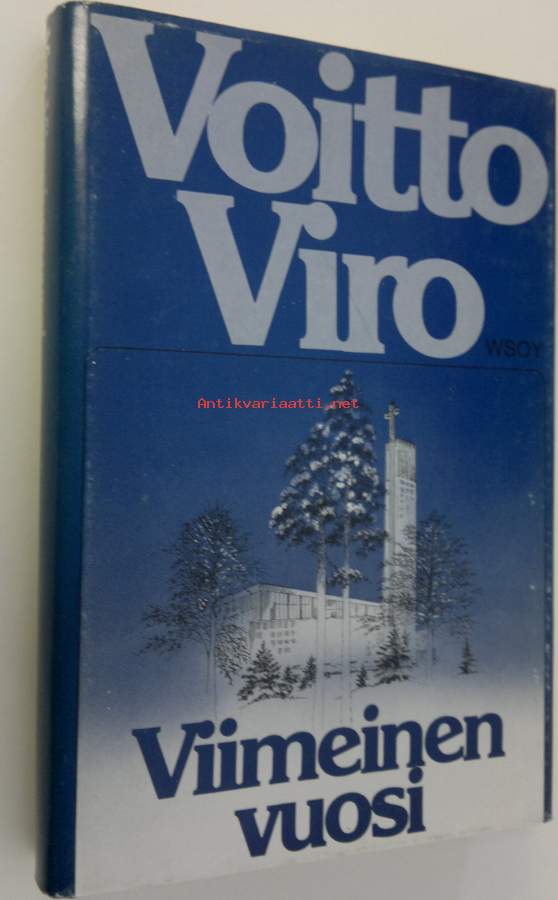 Voitto
Viro
WSOY
Antikvariaatti.net
Viimeinen
vuosi